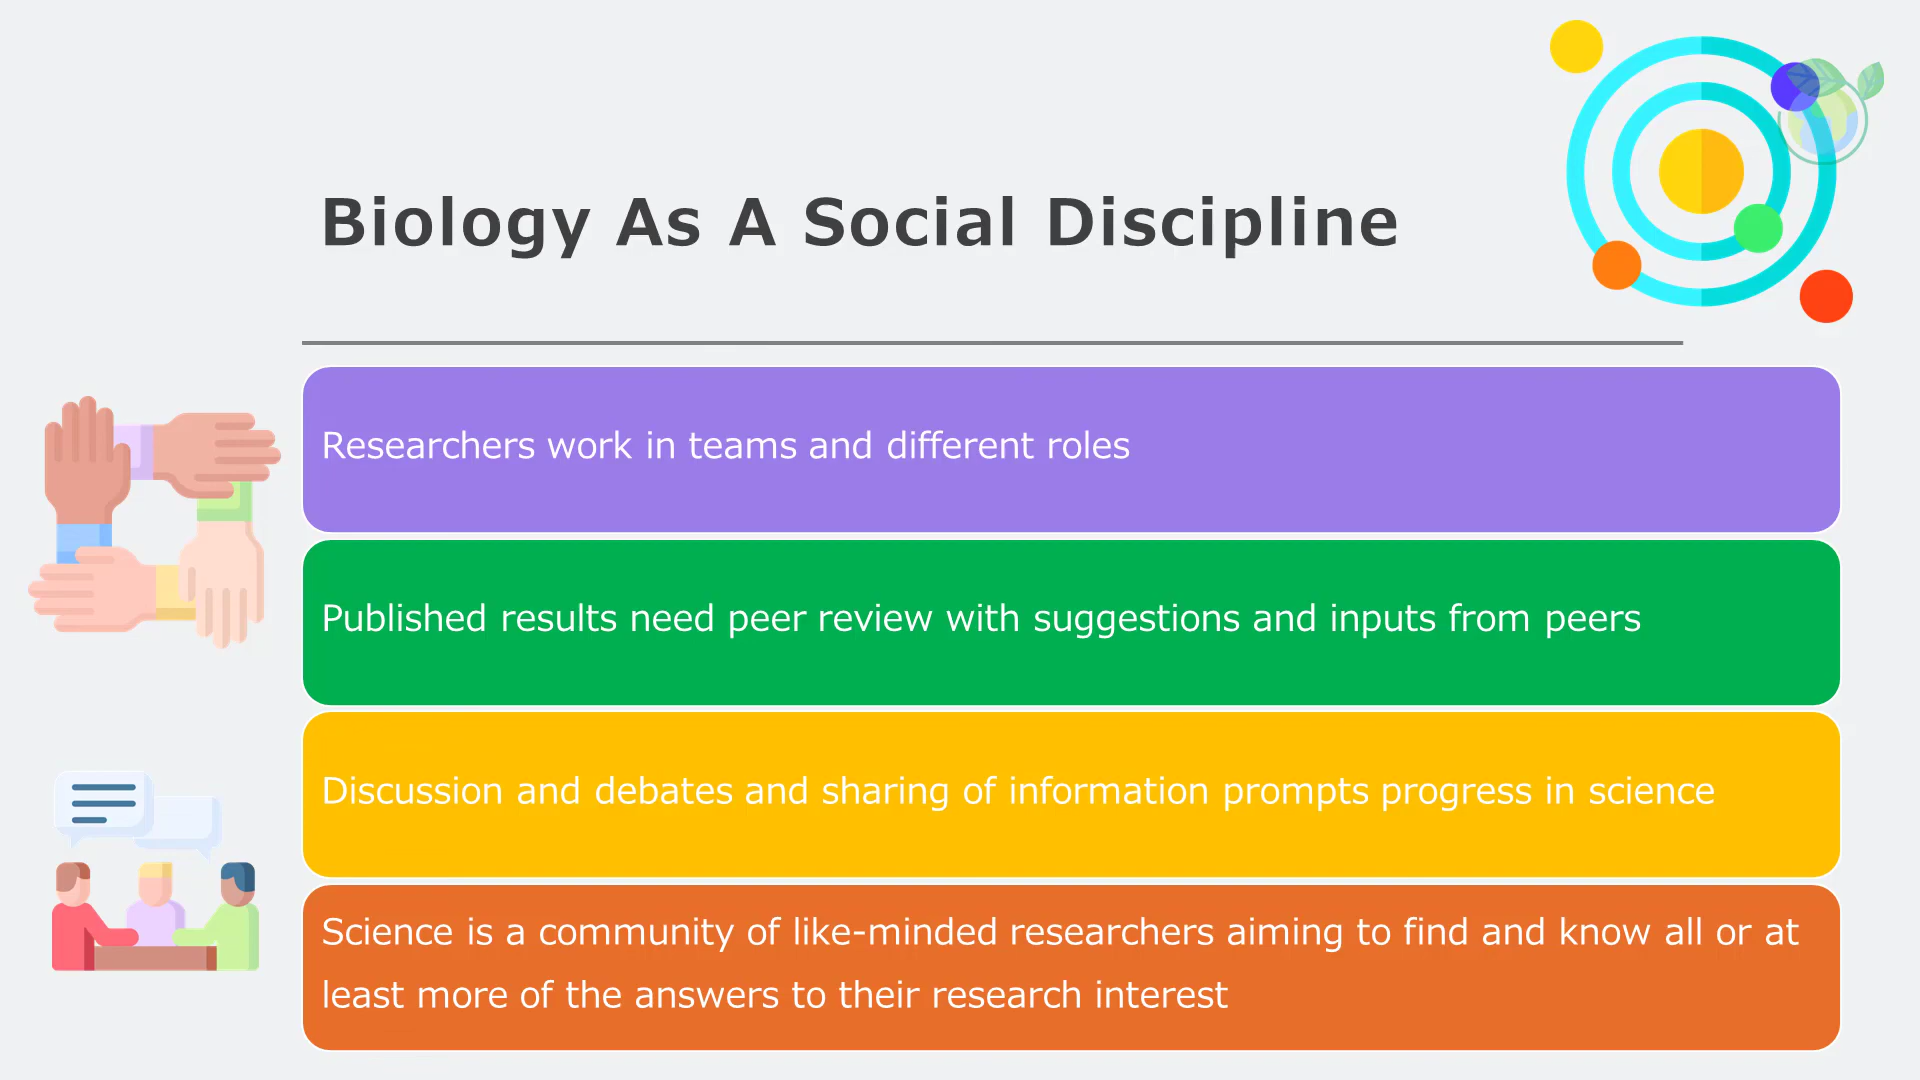 Biology As A Social Discipline
Researchers work in teams and different roles
Published results need peer review with suggestions and inputs from peers
Discussion and debates and sharing of information prompts progress in science
Science is a community of like-minded researchers aiming to find and know all or at
least more of the answers to their research interest